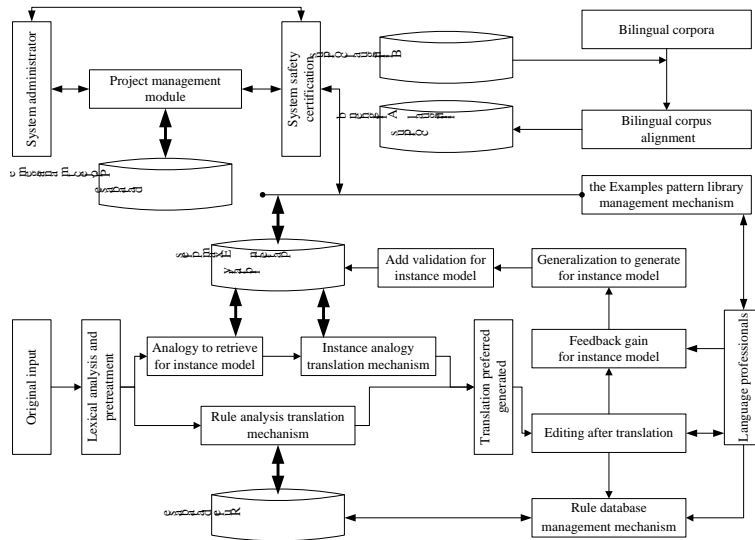 Bilingual corpora
System administrator
Project management
module
System safety
certification
Bilingual corpus
alignment
the Examples pattern library
management mechanism
Add validation for
instance model
Generalization to generate
for instance model
Original input
Lexical analysis and
pretreatment
Analogy to retrieve
for instance model
Instance analogy
translation mechanism
Translation preferred
generated
Feedback gain
for instance model
Language professionals
Rule analysis translation
mechanism
Editing after translation
Rule database
management mechanism